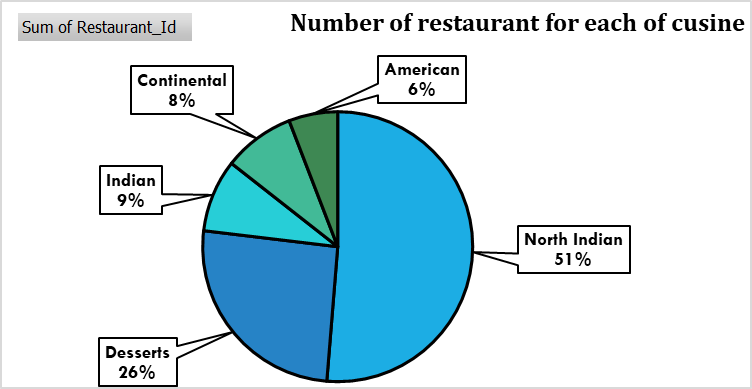 Sum of Restaurant_Id
Number of restaurant for each of cusine
American
6%
Continental
8%
Indian
9%
North Indian
51%
Desserts
26%